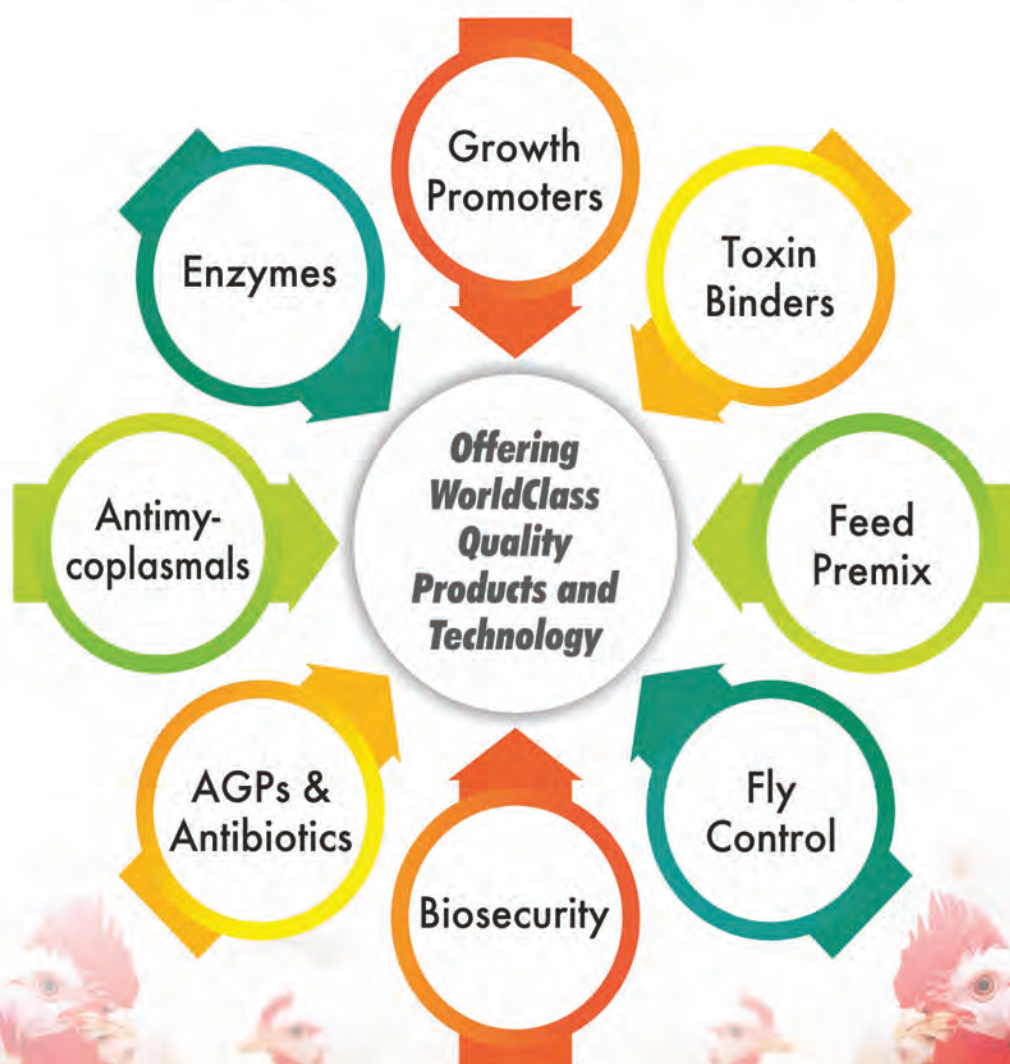 Growth
Promoters
Toxin
Binders
Enzymes
Offering
WorldClass
Quality
Products and
Technology
Antimy-
coplasmals
Feed
Premix
AGPs &
Antibiotics
Fly
Control
Biosecurity